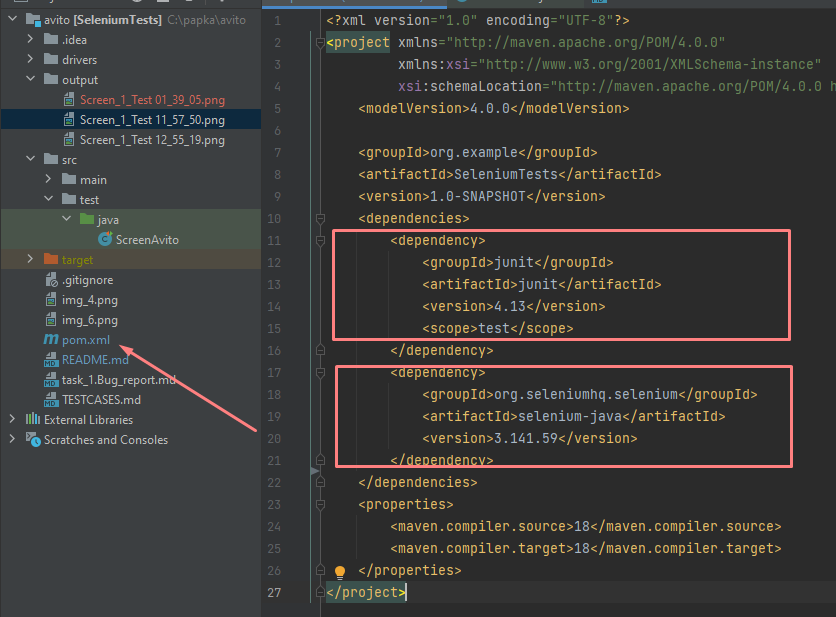 avito [SeleniumTests] C:\papka\avito
.idea
drivers
output
Screen_1_Test 01_39_05.png
Screen_1_Test 11_57_50.png
Screen_1_Test 12_55_19.png
src
main
test
java
ScreenAvito
target
.gitignore
img_4.png
img_6.png
pom.xml
README.md
task_1.Bug_report.md
TESTCASES.md
External Libraries
Scratches and Consoles
1 <?xml version="1.0" encoding="UTF-8"?>
2 <project xmlns="http://maven.apache.org/POM/4.0.0"
3 xmlns:xsi="http://www.w3.org/2001/XMLSchema-instance"
4 xsi:schemaLocation="http://maven.apache.org/POM/4.0.0 h
5 <modelVersion>4.0.0</modelVersion>
6
7 <groupId>org.example</groupId>
8 <artifactId>SeleniumTests</artifactId>
9 <version>1.0-SNAPSHOT</version>
10 <dependencies>
11 <dependency>
12 <groupId>junit</groupId>
13 <artifactId>junit</artifactId>
14 <version>4.13</version>
15 <scope>test</scope>
16 </dependency>
17 <dependency>
18 <groupId>org.seleniumhq.selenium</groupId>
19 <artifactId>selenium-java</artifactId>
20 <version>3.141.59</version>
21 </dependency>
22 </dependencies>
23 <properties>
24 <maven.compiler.source>18</maven.compiler.source>
25 <maven.compiler.target>18</maven.compiler.target>
26 </properties>
27 </project>